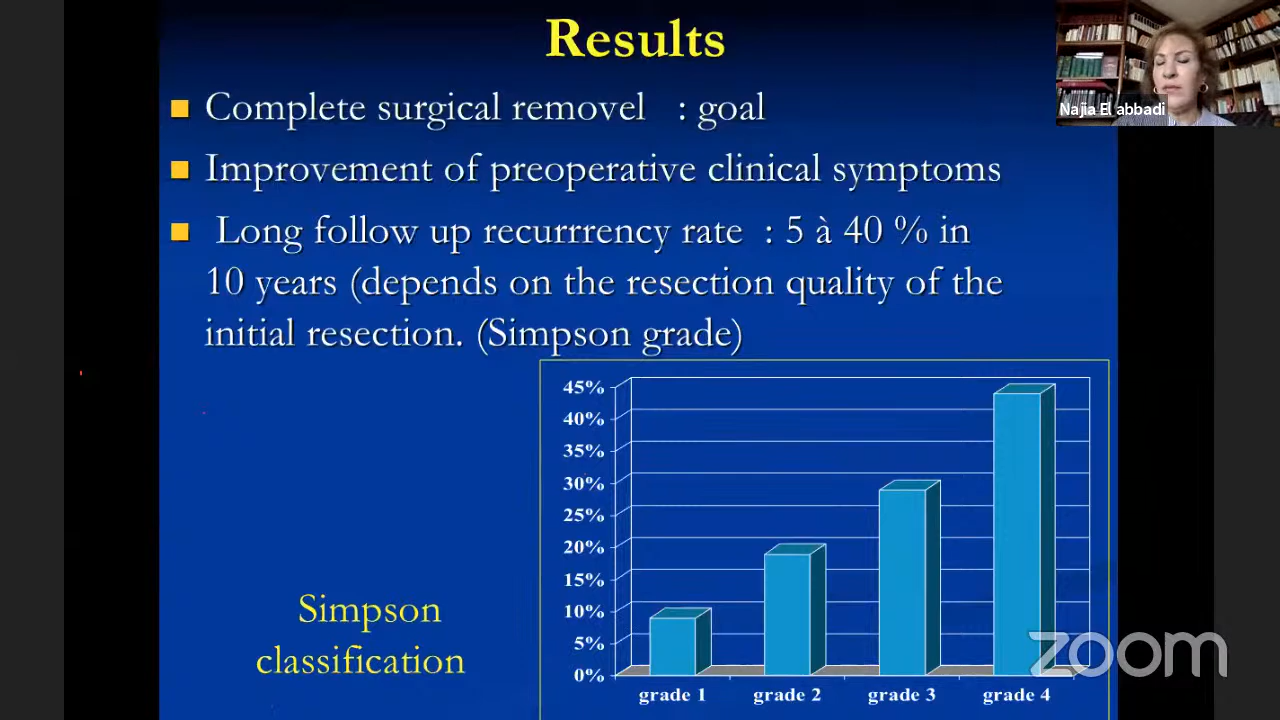 Results
Complete surgical removel : goal
Improvement of preoperative clinical symptoms
Long follow up recurrrency rate : 5 à 40 % in
10 years (depends on the resection quality of the
initial resection. (Simpson grade)
Simpson
classification
45%
40%
35%
30%
25%
20%
15%
10%
5%
0%
grade 1 grade 2 grade 3 grade 4
Najia El abbadi
zoom